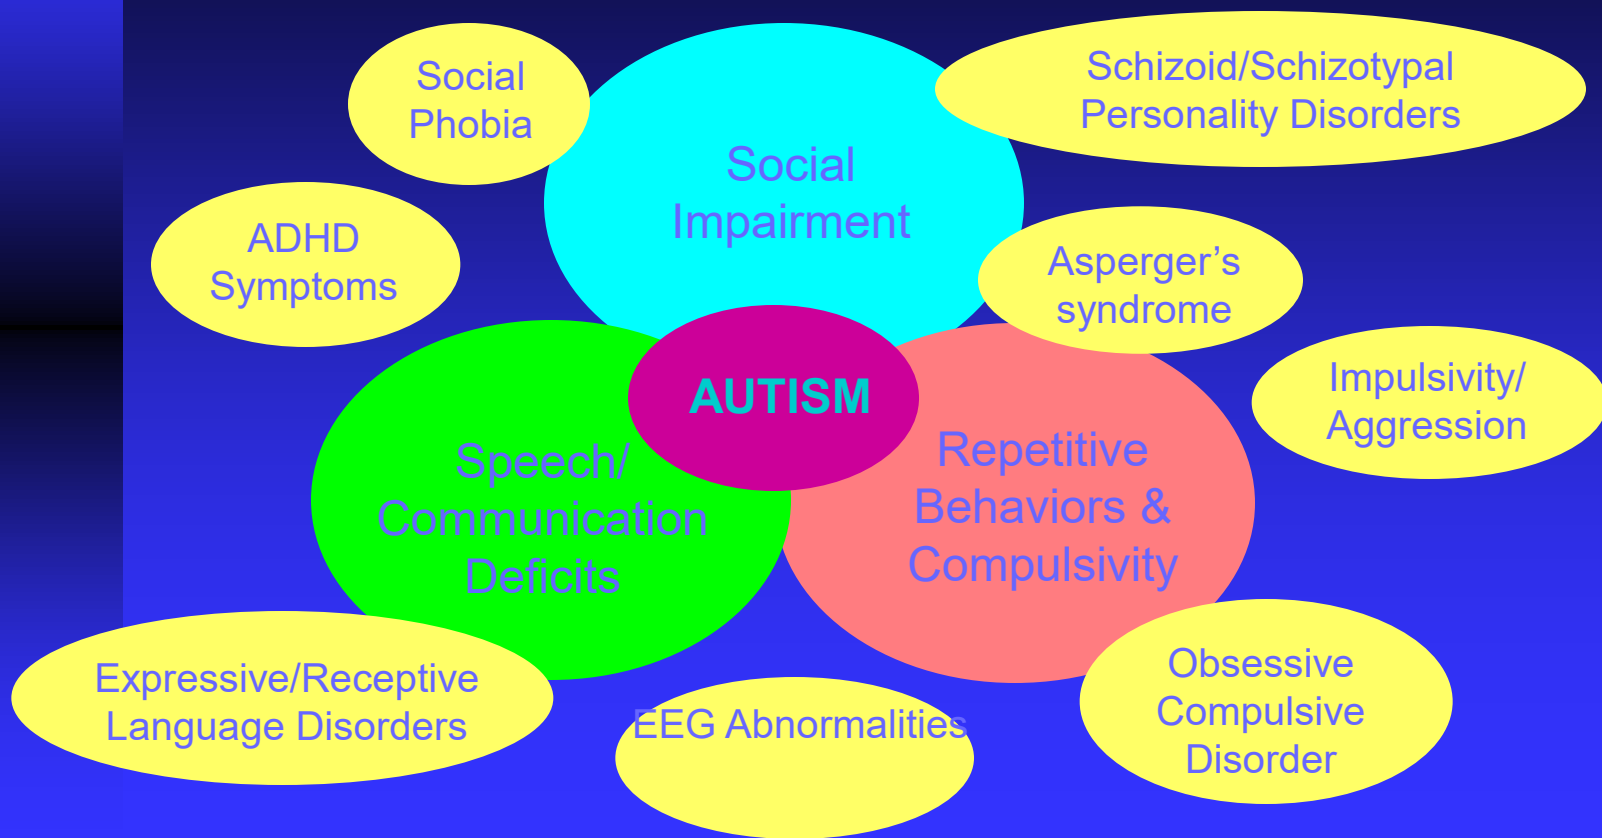 Social
Phobia
Schizoid/Schizotypal
Personality Disorders
Social
Impairment
ADHD
Symptoms
Asperger’s
syndrome
AUTISM
Impulsivity/
Aggression
Speech/
Communication
Deficits
Repetitive
Behaviors &
Compulsivity
Expressive/Receptive
Language Disorders
EEG Abnormalities
Obsessive
Compulsive
Disorder